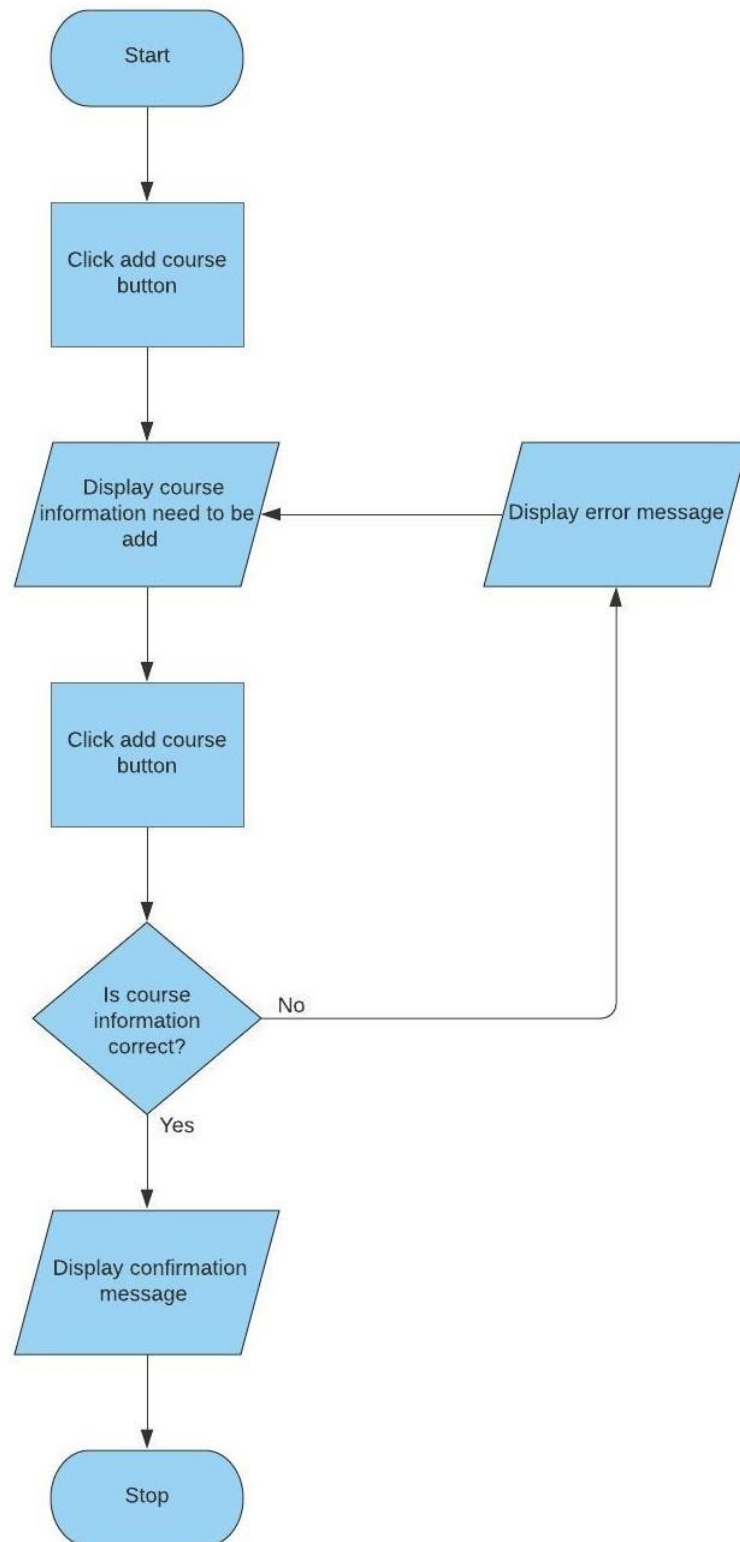 Start
Click add course
button
Display course
information need to be
add
Display error message
Click add course
button
Is course
information
correct?
No
Yes
Display confirmation
message
Stop